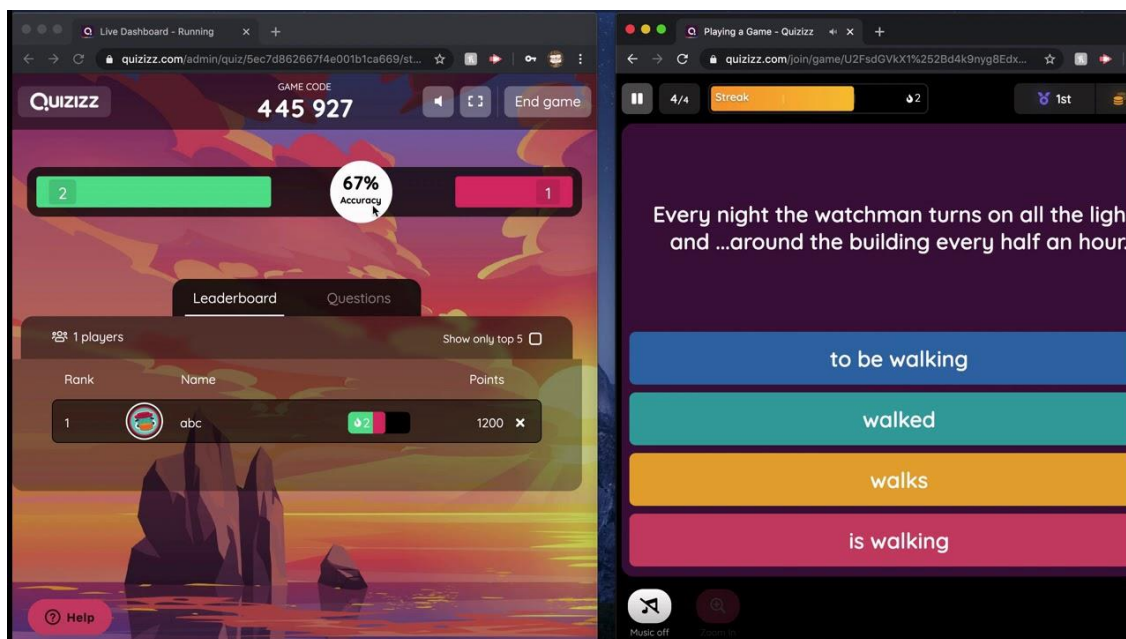 Live Dashboard - Running
quizizz.com/admin/quiz/5ec7d862667f4e001b1ca669/st...
QUIZIZZ
GAME CODE
445 927
End game
2
67%
Accuracy
1
Leaderboard
Questions
1 players
Show only top 5
Rank
Name
Points
1
abc
2
1200
Help
Playing a Game - Quizizz
quizizz.com/join/game/U2FsdGVkX1%252Bd4k9nyg8Edx...
4/4
Streak
2
1st
Every night the watchman turns on all the ligh
and ...around the building every half an hour.
to be walking
walked
walks
is walking
Music off
Zoom in